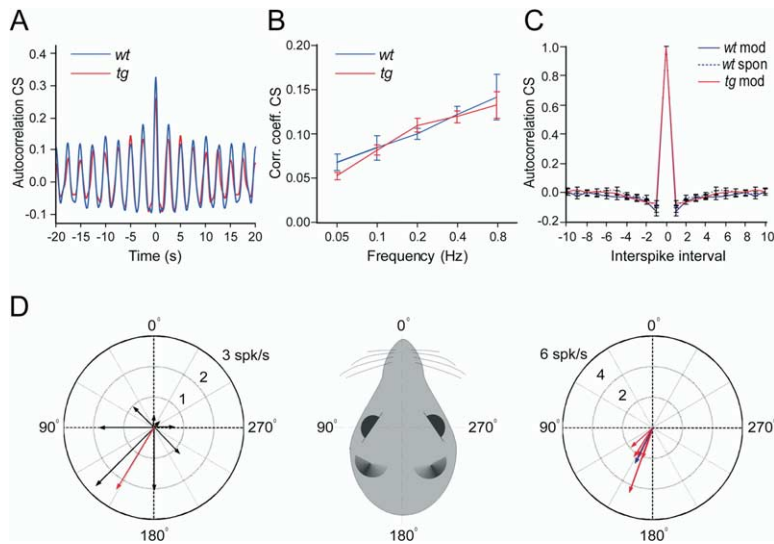 A
B
C
Autocorrelation CS
0.4
0.3
0.2
0.1
0.0
-0.1
wt
tg
-20 -15 -10 -5 0 5 10 15 20
Time (s)
Corr. coeff. CS
0.20
0.15
0.10
0.05
0.00
wt
tg
0.05 0.1 0.2 0.4 0.8
Frequency (Hz)
Autocorrelation CS
1.0
0.8
0.6
0.4
0.2
0.0
-0.2
wt mod
wt spon
tg mod
-10 -8 -6 -4 -2 0 2 4 6 8 10
Interspike interval
D
0°
3 spk/s
2
1
90°
270°
180°
0°
90°
270°
180°
0°
6 spk/s
4
2
90°
270°
180°